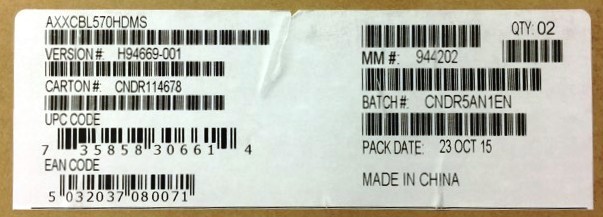 AXXCBL570HDMS
VERSION#: H94669-001
CARTON#: CNDR114678
UPC CODE
7 35858 30661 4
EAN CODE
5 032037 080071
QTY: 02
MM #: 944202
BATCH#: CNDR5AN1EN
PACK DATE: 23 OCT 15
MADE IN CHINA